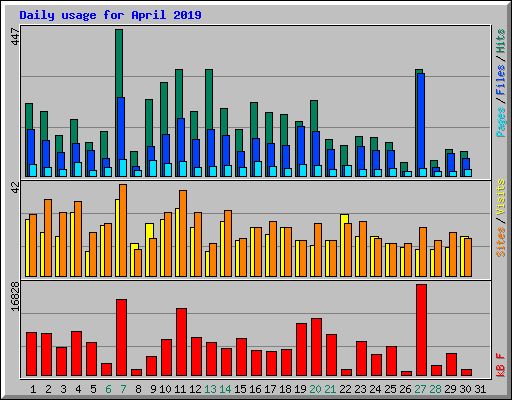 Daily usage for April 2019
447
Pages / Files / Hits
42
Sites / Visits
16828
kB F
1 2 3 4 5 6 7 8 9 10 11 12 13 14 15 16 17 18 19 20 21 22 23 24 25 26 27 28 29 30 31